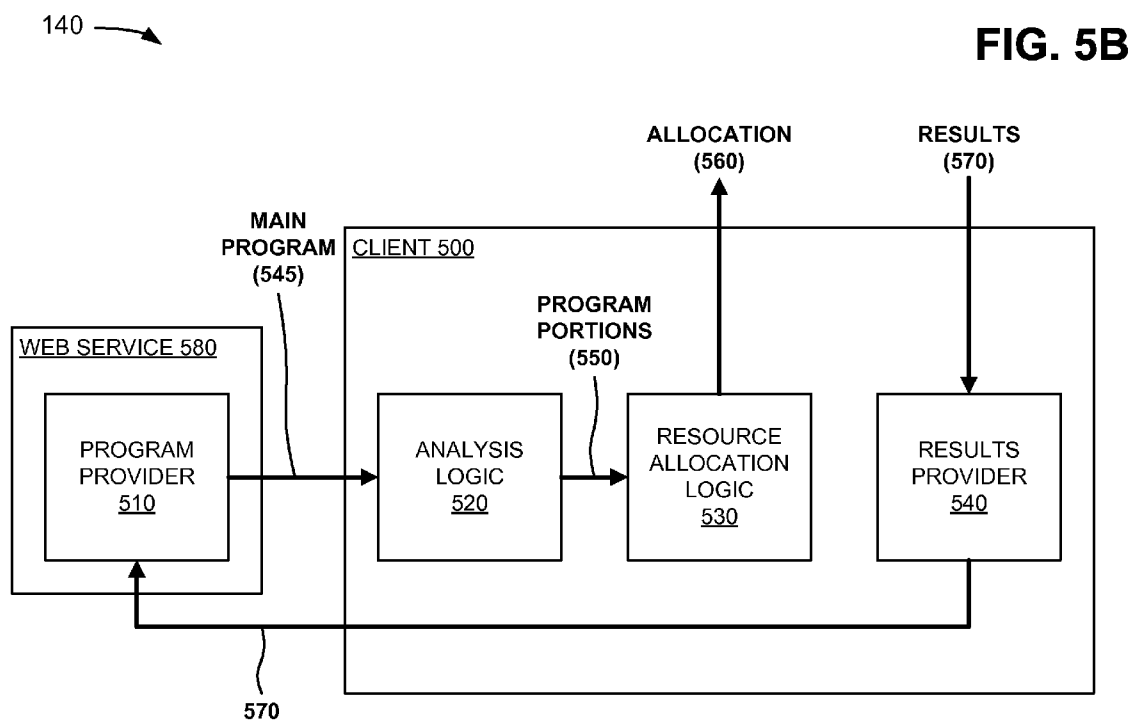 140
FIG. 5B
ALLOCATION
(560)
RESULTS
(570)
MAIN
PROGRAM
(545)
CLIENT 500
PROGRAM
PORTIONS
(550)
WEB SERVICE 580
PROGRAM
PROVIDER
510
ANALYSIS
LOGIC
520
RESOURCE
ALLOCATION
LOGIC
530
RESULTS
PROVIDER
540
570